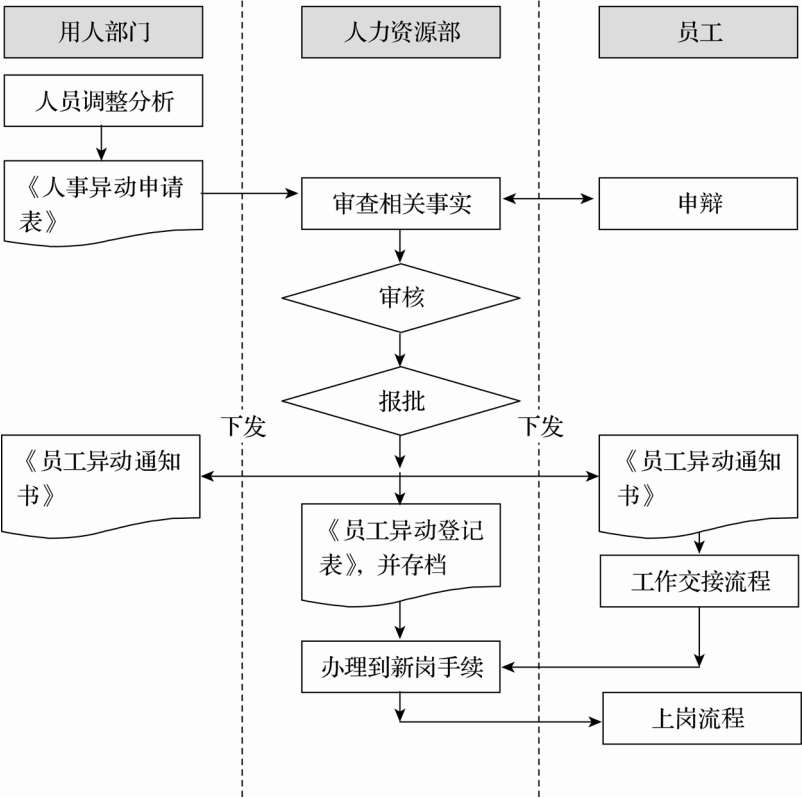 用人部门
人力资源部
员工
人员调整分析
《人事异动申请
表》
审查相关事实
申辩
审核
报批
下发
下发
《员工异动通知
书》
《员工异动通知
书》
《员工异动登记
表》，并存档
工作交接流程
办理到新岗手续
上岗流程